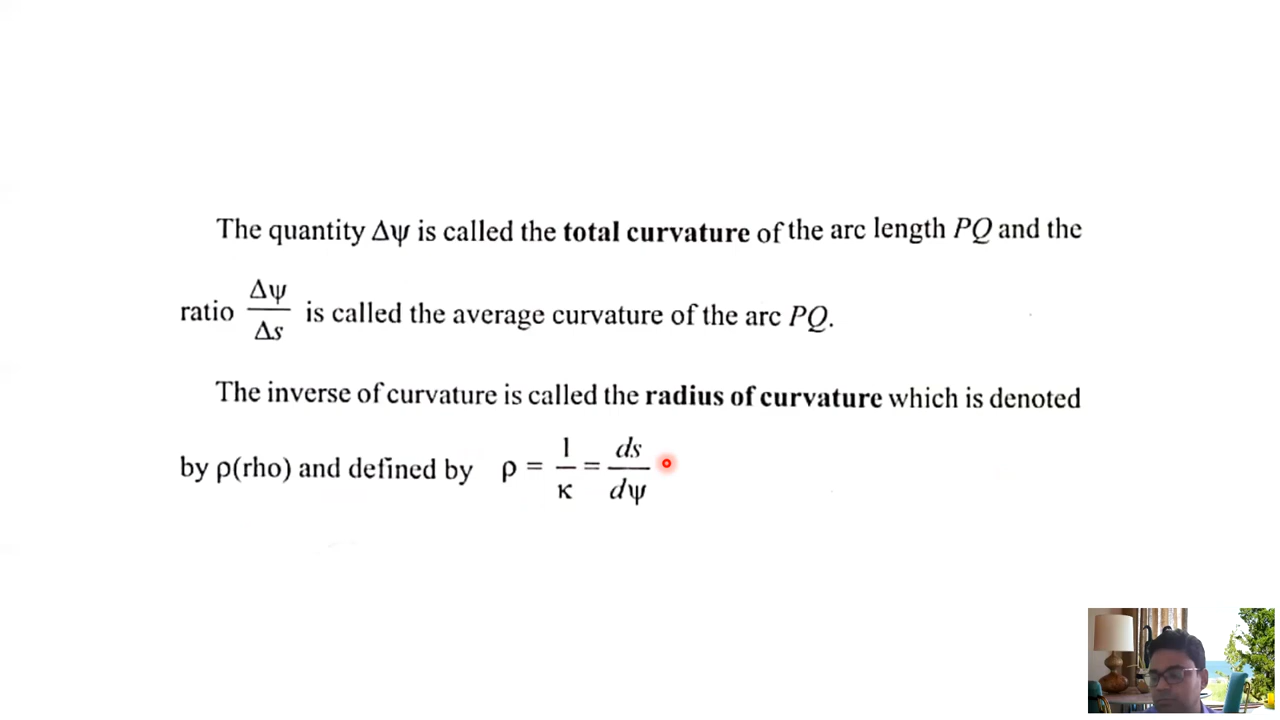 The quantity Δψ is called the total curvature of the arc length PQ and the
ratio Δψ/Δs is called the average curvature of the arc PQ.
The inverse of curvature is called the radius of curvature which is denoted
by ρ(rho) and defined by ρ = 1/κ = ds/dψ